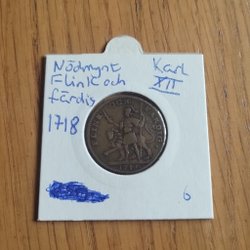 Nödmynt Karl
Flink och XII
färdig
1718
6